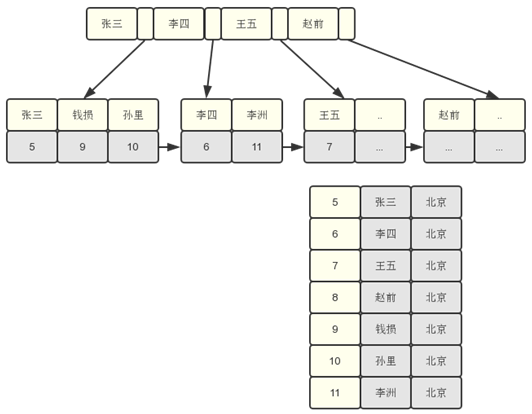 张三 李四 王五 赵前
张三 钱损 孙里 李四 李洲 王五 .. 赵前 ..
5 9 10 6 11 7 ... ... ...
5 张三 北京
6 李四 北京
7 王五 北京
8 赵前 北京
9 钱损 北京
10 孙里 北京
11 李洲 北京